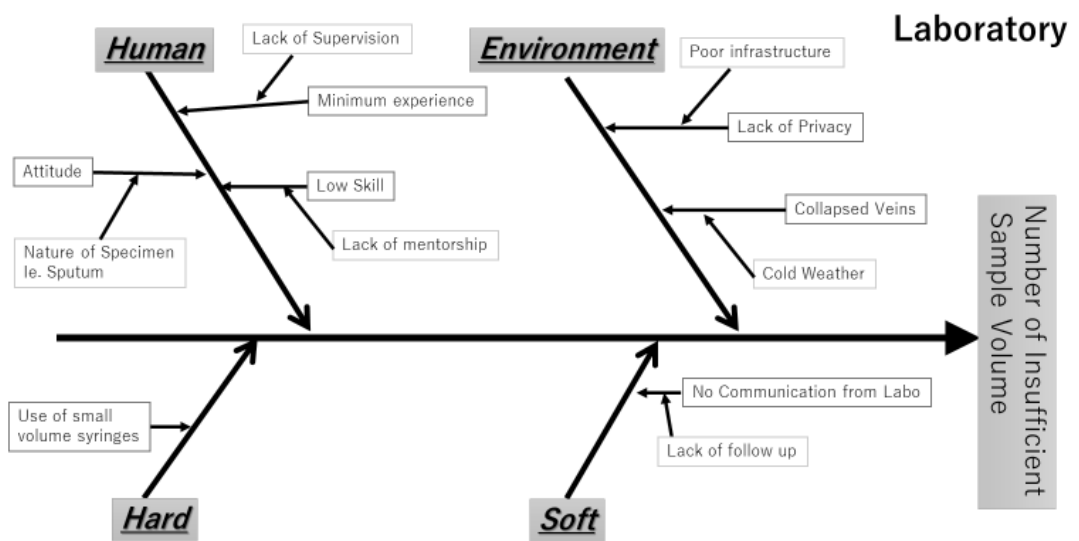 Laboratory
Human
Lack of Supervision
Minimum experience
Attitude
Low Skill
Nature of Specimen
Ie. Sputum
Lack of mentorship
Environment
Poor infrastructure
Lack of Privacy
Collapsed Veins
Cold Weather
Number of Insufficient
Sample Volume
Use of small
volume syringes
Hard
No Communication from Labo
Lack of follow up
Soft